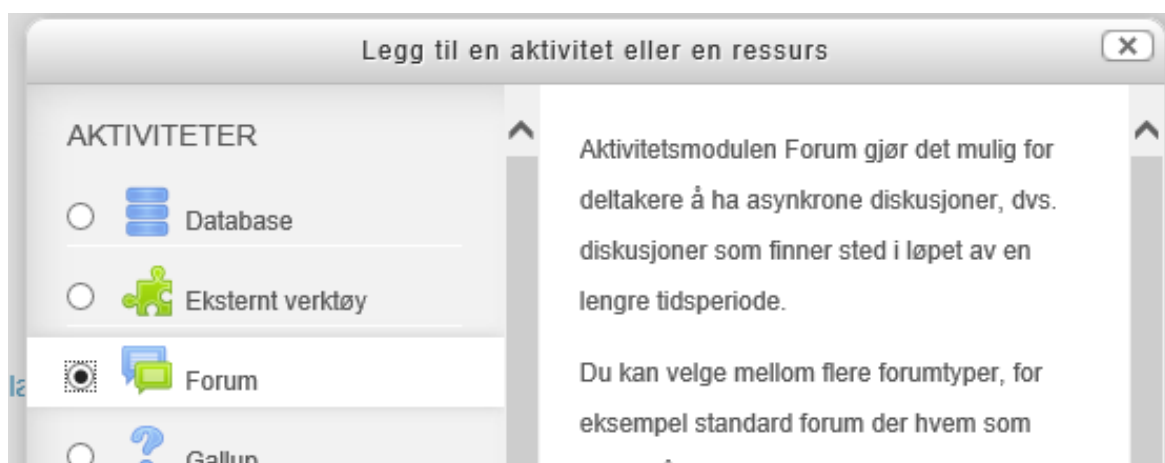 Legg til en aktivitet eller en ressurs
AKTIVITETER
Database
Eksternt verktøy
Forum
Gallup
Aktivitetsmodulen Forum gjør det mulig for
deltakere å ha asynkrone diskusjoner, dvs.
diskusjoner som finner sted i løpet av en
lengre tidsperiode.
Du kan velge mellom flere forumtyper, for
eksempel standard forum der hvem som